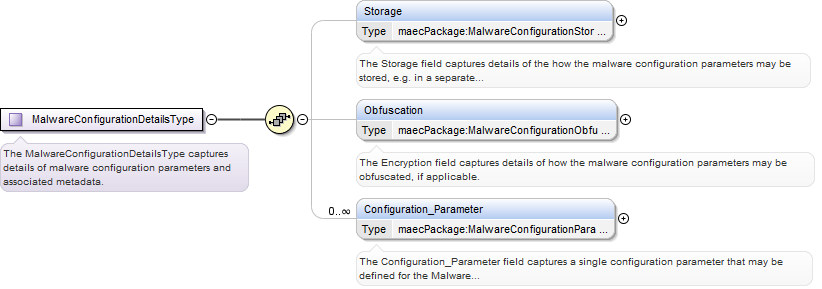 Storage
Type maecPackage:MalwareConfigurationStor ...
The Storage field captures details of the how the malware configuration parameters may be
stored, e.g. in a separate...
MalwareConfigurationDetailsType
The MalwareConfigurationDetailsType captures
details of malware configuration parameters and
associated metadata.
Obfuscation
Type maecPackage:MalwareConfigurationObfu ...
The Encryption field captures details of how the malware configuration parameters may be
obfuscated, if applicable.
0..∞
Configuration_Parameter
Type maecPackage:MalwareConfigurationPara ...
The Configuration_Parameter field captures a single configuration parameter that may be
defined for the Malware...